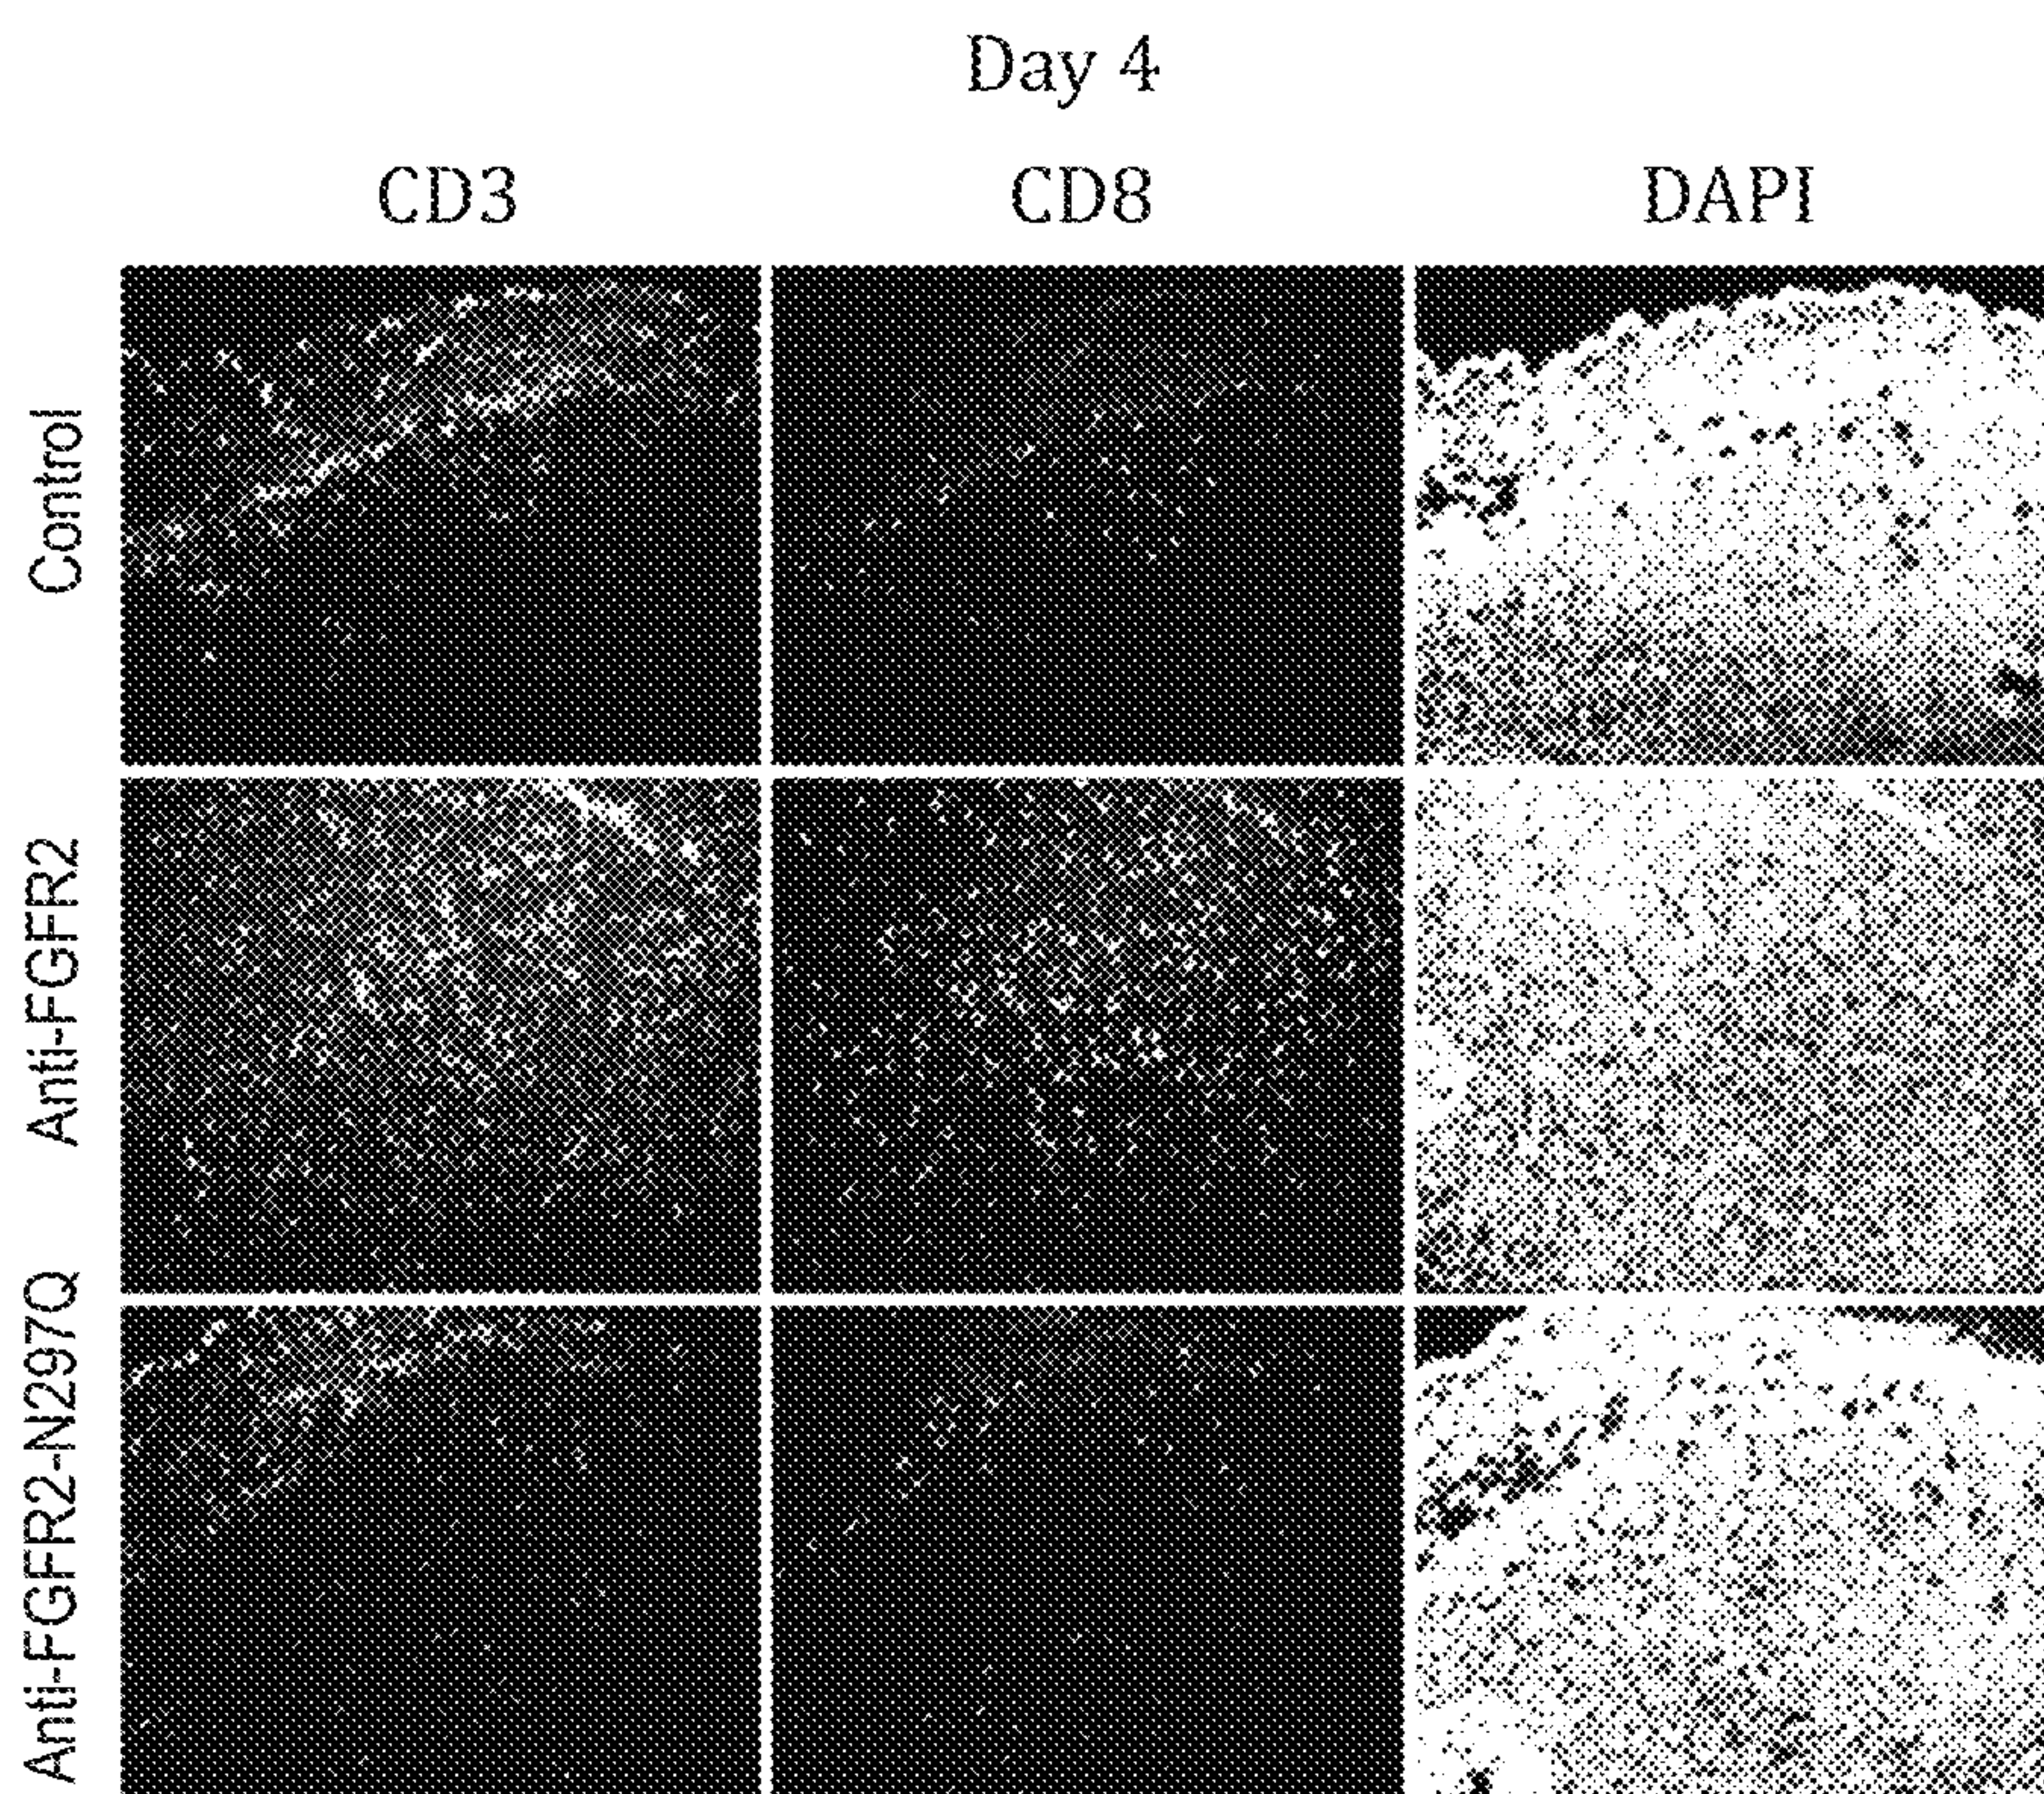 Day 4
CD3 CD8 DAPI
Control
Anti-FGFR2
Anti-FGFR2-N297Q